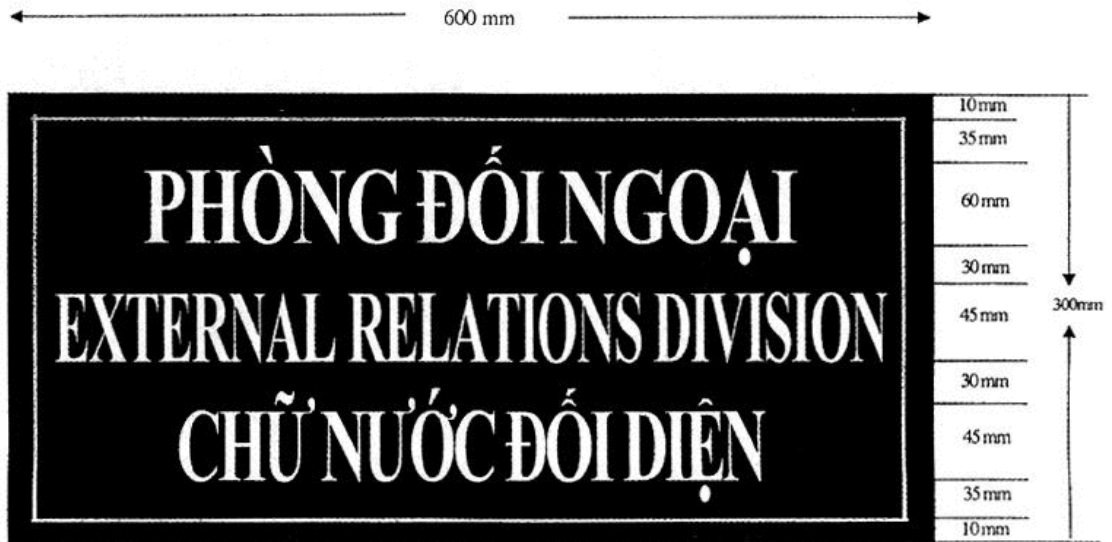 600 mm
10mm
35mm
PHÒNG ĐỐI NGOẠI
60mm
30mm
EXTERNAL RELATIONS DIVISION
45mm
300mm
30mm
CHỮ NƯỚC ĐỐI DIỆN
45mm
35mm
10mm